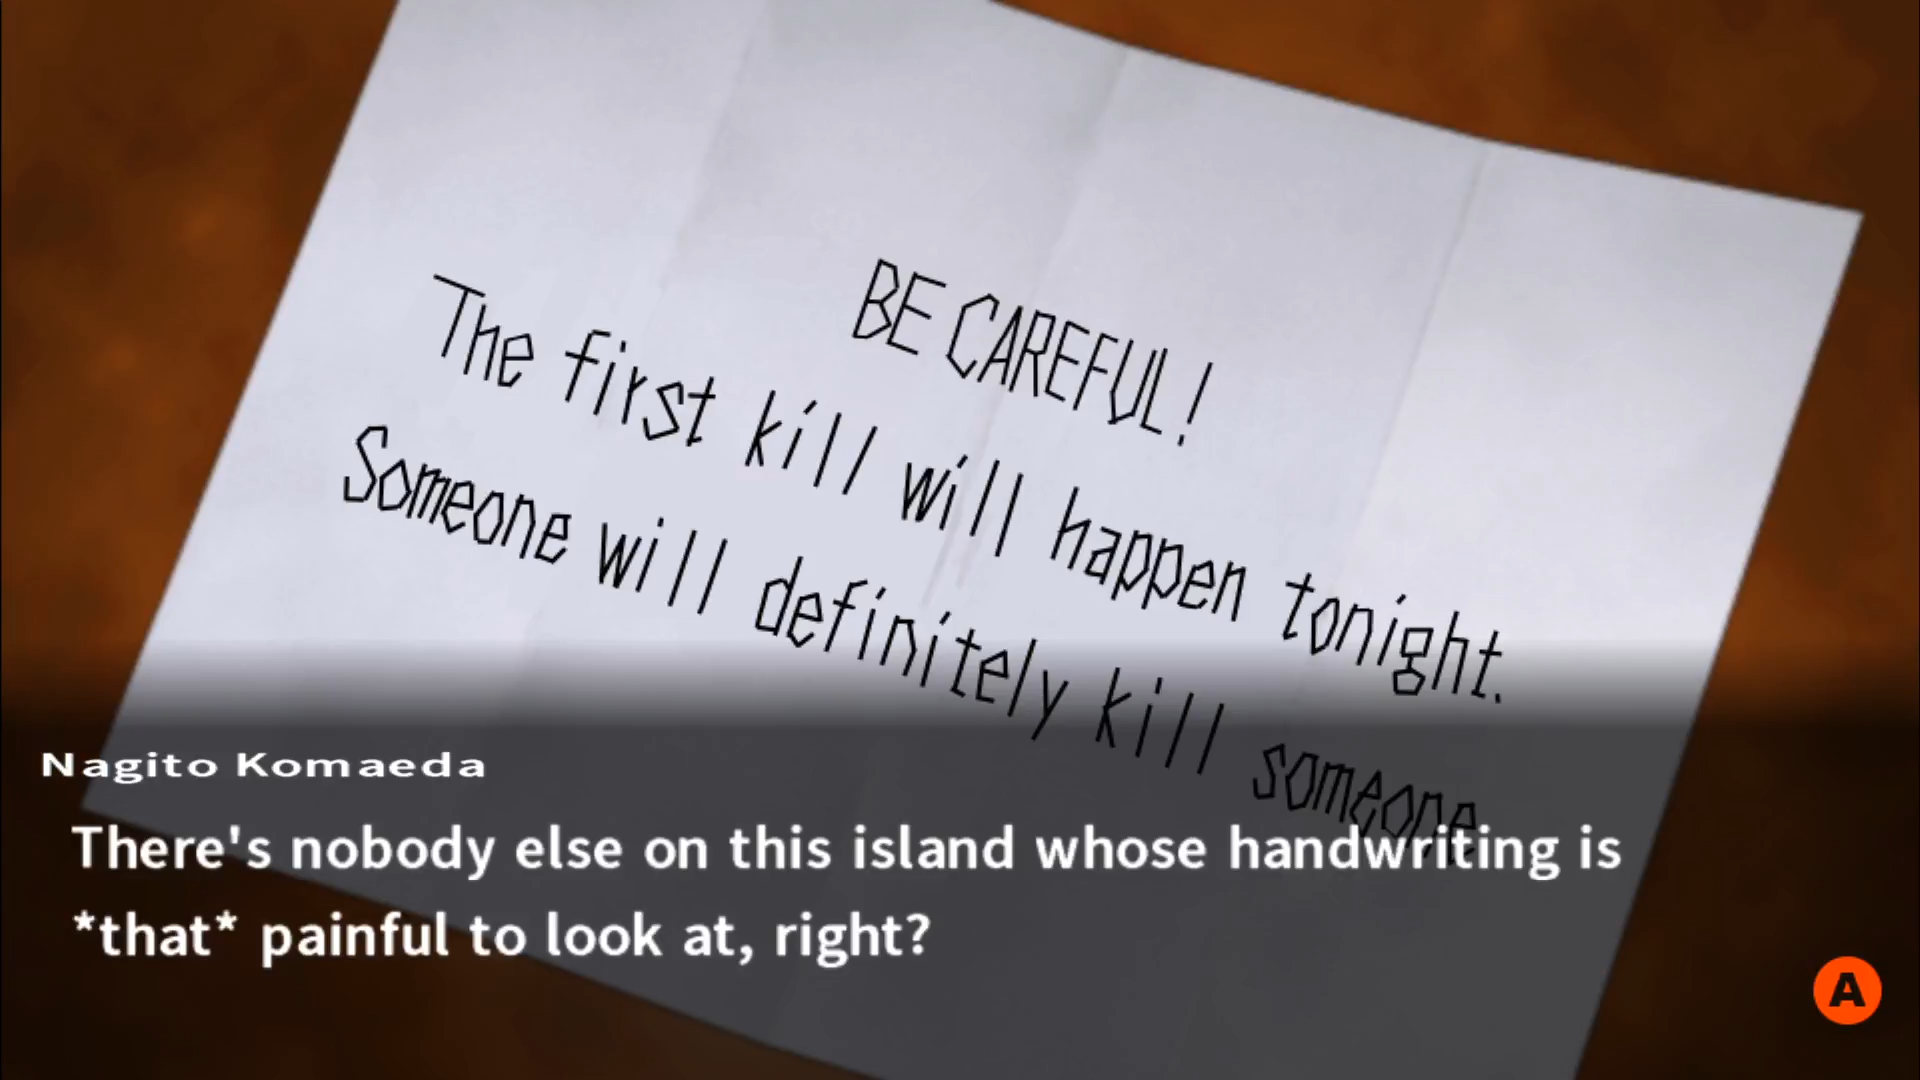 BE CAREFUL!
The first kill will happen tonight.
Someone will definitely kill someone
Nagito Komaeda
There's nobody else on this island whose handwriting is
*that* painful to look at, right?
A